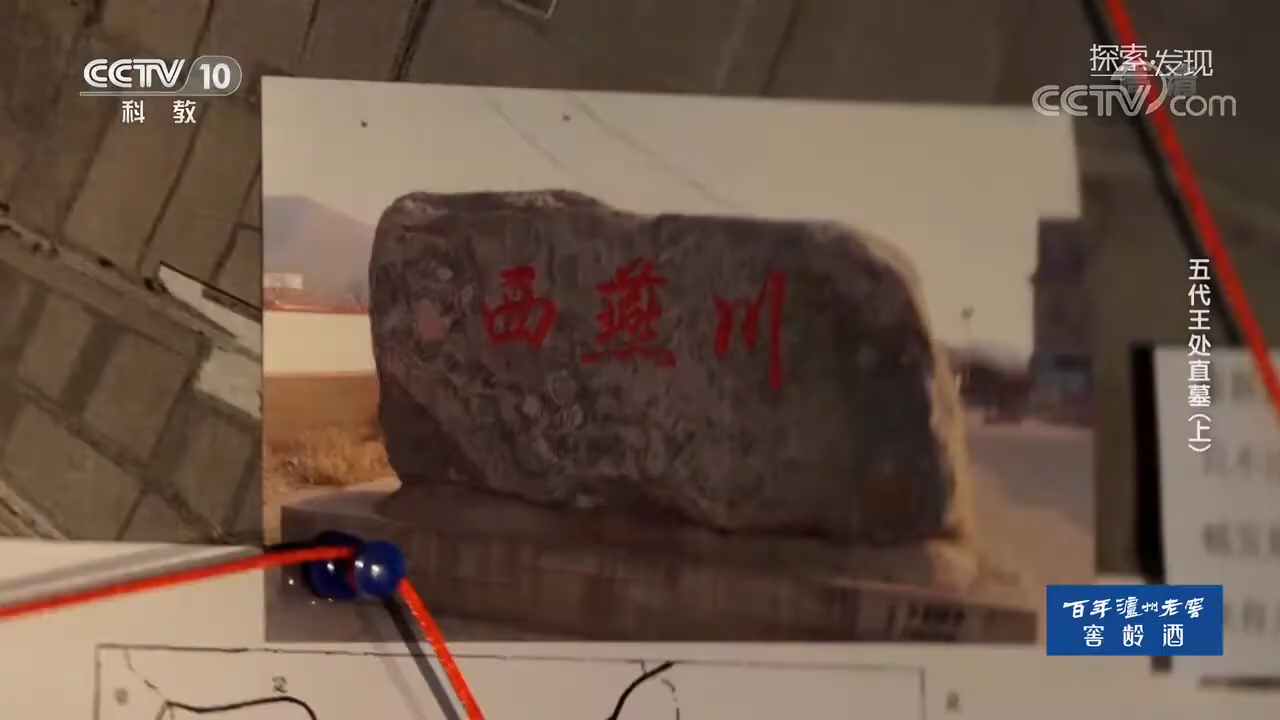 CCTV 10
科教
探索·发现
CCTV.com
西燕川
五代王处直墓（上）
百年泸州老窖
窖龄酒